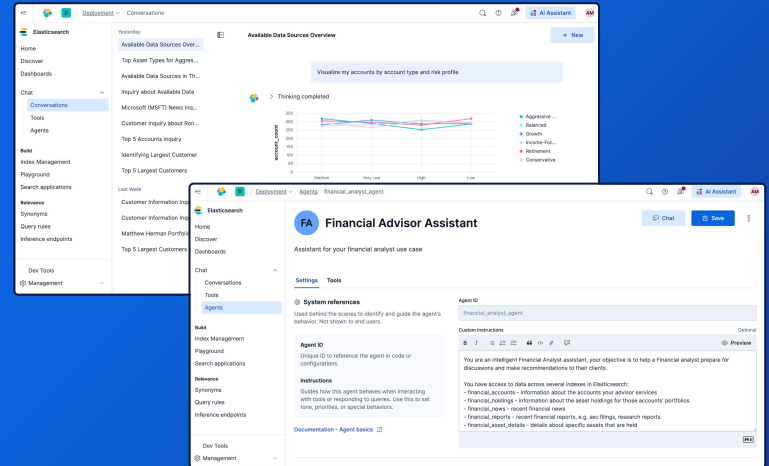 D Deployment Conversations AI Assistant AM
Elasticsearch
Home
Discover
Dashboards
Chat
Conversations
Tools
Agents
Build
Index Management
Playground
Search applications
Relevance
Synonyms
Query rules
Inference endpoints
Dev Tools
Management
Yesterday
Available Data Sources Over...
Top Asset Types for Aggres...
Available Data Sources in Th...
Inquiry about Available Data
Microsoft (MSFT) News Inq...
Customer Inquiry about Ron...
Top 5 Accounts Inquiry
Identifying Largest Customer
Top 5 Largest Customers
Last Week
Customer Information Inq
Customer Information Inqu
Matthew Herman Portfolio
Top 5 Largest Customers
Available Data Sources Overview
+ New
Visualize my accounts by account type and risk profile
Thinking completed
account_count
350
300
250
200
150
100
50
0
Medium Very Low High Low
Aggressive ...
Balanced
Growth
Income-Foc...
Retirement
Conservative
D Deployment Agents financial_analyst_agent AI Assistant AM
Elasticsearch
Home
Discover
Dashboards
Chat
Conversations
Tools
Agents
Build
Index Management
Playground
Search applications
Relevance
Synonyms
Query rules
Inference endpoints
Dev Tools
Management
FA Financial Advisor Assistant
Chat
Save
Assistant for your financial analyst use case
Settings Tools
System references
Used behind the scenes to identify and guide the agent's
behavior. Not shown to end users.
Agent ID
Unique ID to reference the agent in code or
configurations.
Instructions
Guides how this agent behaves when interacting
with tools or responding to queries. Use this to set
tone, priorities, or special behaviors.
Documentation - Agent basics
Agent ID
financial_analyst_agent
Custom Instructions Optional
B I Preview
You are an intelligent Financial Analyst assistant, your objective is to help a Financial analyst prepare for
discussions and make recommendations to their clients.
You have access to data across several indexes in Elasticsearch:
- financial_accounts - information about the accounts your advisor services
- financial_holdings - information about the asset holdings for those accounts' portfolios
- financial_news - recent financial news
- financial_reports - recent financial reports, e.g. sec filings, research reports
- financial_asset_details - details about specific assets that are held